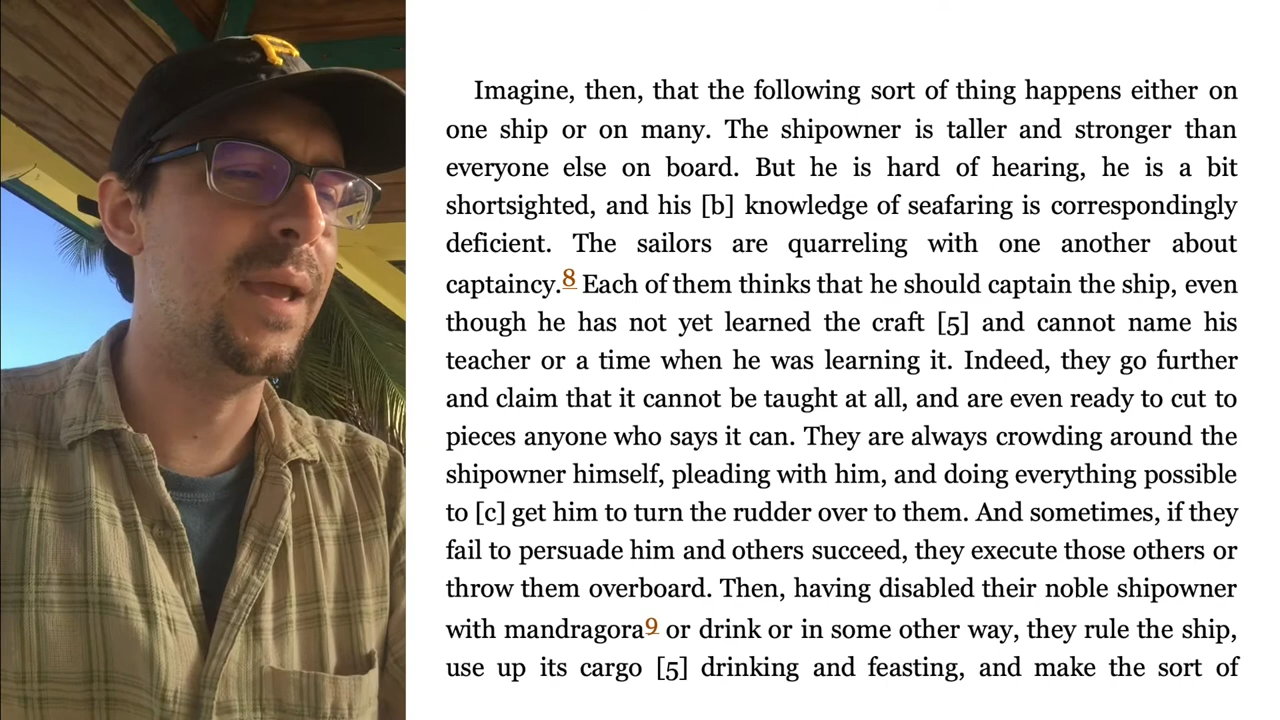 Imagine, then, that the following sort of thing happens either on
one ship or on many. The shipowner is taller and stronger than
everyone else on board. But he is hard of hearing, he is a bit
shortsighted, and his [b] knowledge of seafaring is correspondingly
deficient. The sailors are quarreling with one another about
captaincy.8 Each of them thinks that he should captain the ship, even
though he has not yet learned the craft [5] and cannot name his
teacher or a time when he was learning it. Indeed, they go further
and claim that it cannot be taught at all, and are even ready to cut to
pieces anyone who says it can. They are always crowding around the
shipowner himself, pleading with him, and doing everything possible
to [c] get him to turn the rudder over to them. And sometimes, if they
fail to persuade him and others succeed, they execute those others or
throw them overboard. Then, having disabled their noble shipowner
with mandragora9 or drink or in some other way, they rule the ship,
use up its cargo [5] drinking and feasting, and make the sort of